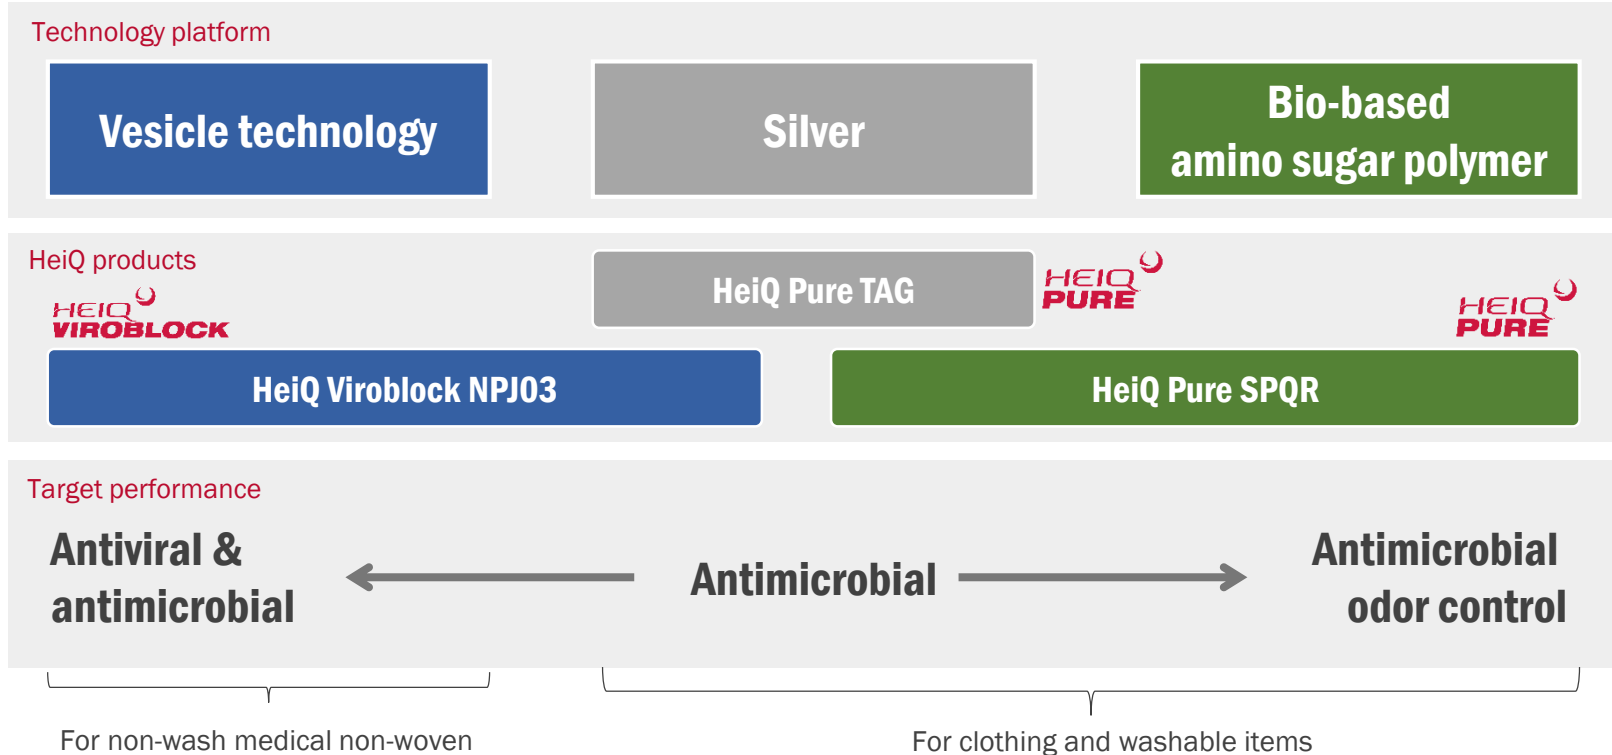 Technology platform
Vesicle technology
Silver
Bio-based
amino sugar polymer
HeiQ products
HEIQ
VIROBLOCK
HeiQ Pure TAG
HEIQ
PURE
HEIQ
PURE
HeiQ Viroblock NPJ03
HeiQ Pure SPQR
Target performance
Antiviral &
antimicrobial
Antimicrobial
Antimicrobial
odor control
For non-wash medical non-woven
For clothing and washable items